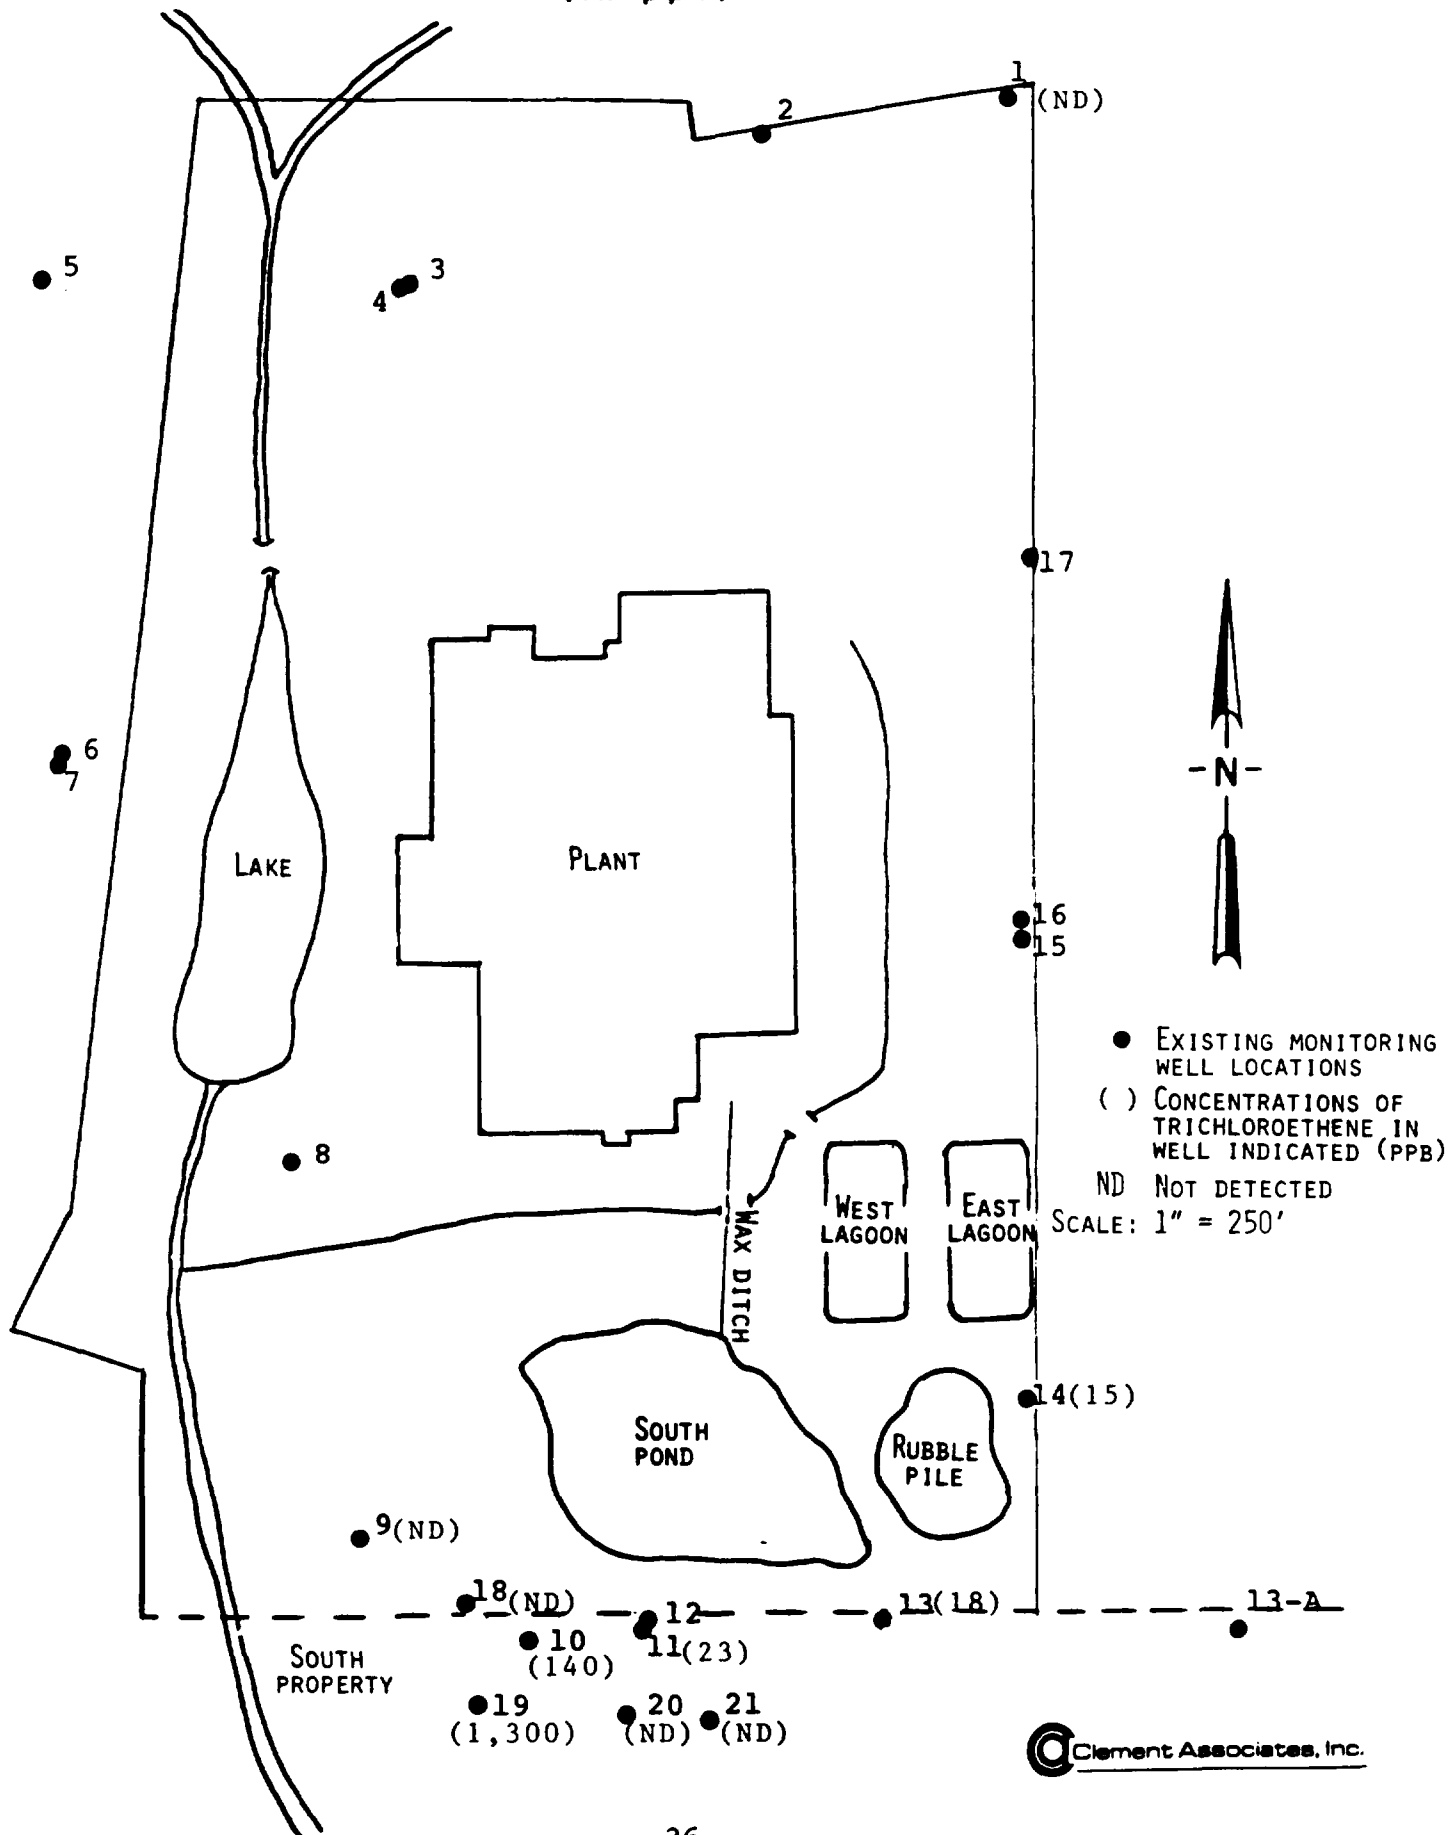 1
(ND)
2
5
3
4
17
6
7
LAKE
PLANT
-N-
16
15
EXISTING MONITORING
WELL LOCATIONS
( ) CONCENTRATIONS OF
TRICHLOROETHENE IN
WELL INDICATED (PPB)
ND NOT DETECTED
SCALE: 1" = 250'
8
WEST
LAGOON
EAST
LAGOON
WAX DITCH
14(15)
SOUTH
POND
RUBBLE
PILE
9(ND)
18(ND)
12
13(18)
13-A
10
(140)
11(23)
SOUTH
PROPERTY
19
(1,300)
20
(ND)
21
(ND)
Clement Associates, Inc.